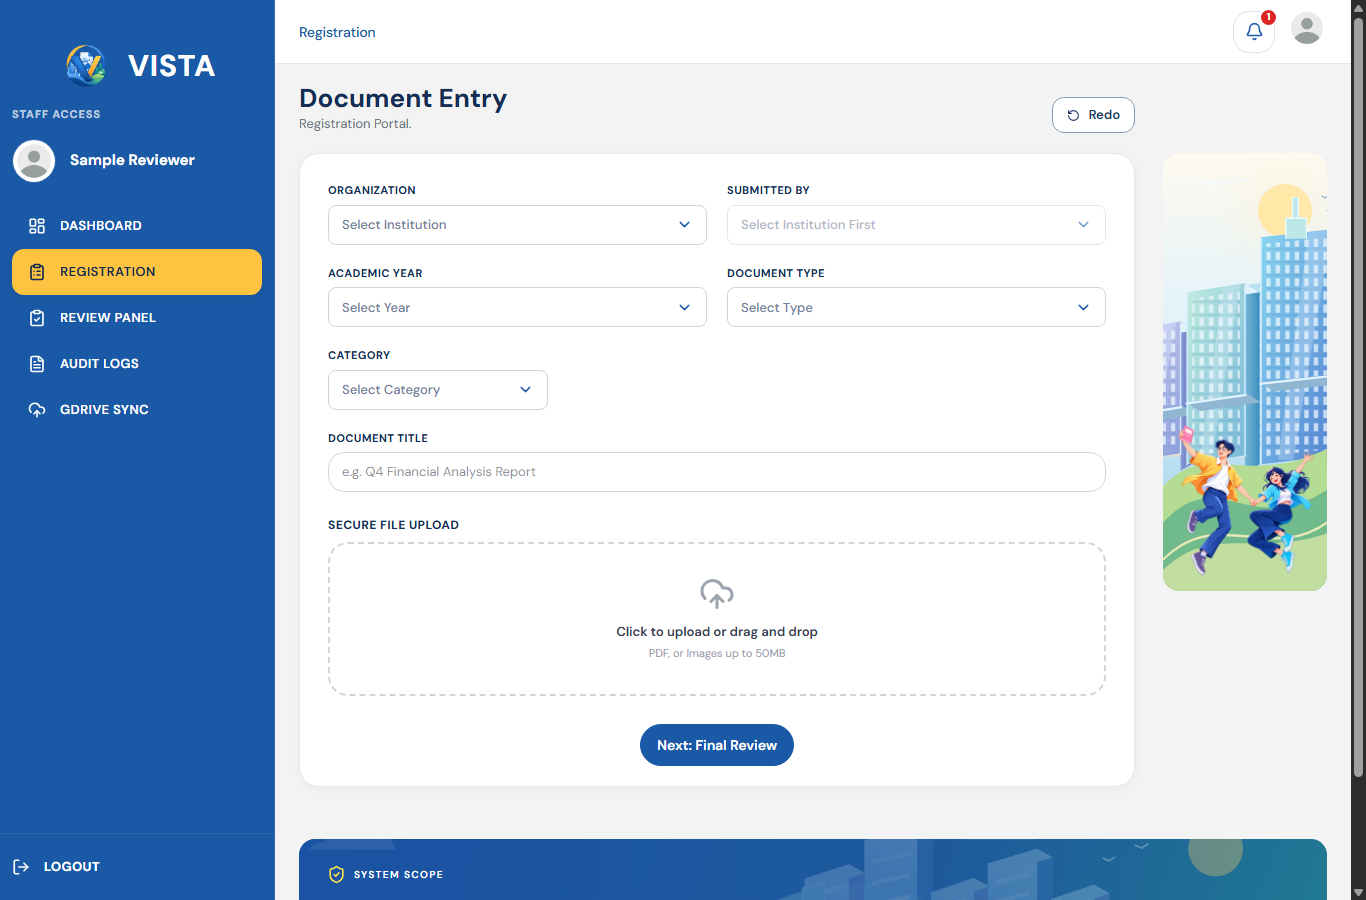 VISTA
STAFF ACCESS
Sample Reviewer
DASHBOARD
REGISTRATION
REVIEW PANEL
AUDIT LOGS
GDRIVE SYNC
LOGOUT
Registration
1
Document Entry
Registration Portal.
Redo
ORGANIZATION
Select Institution
SUBMITTED BY
Select Institution First
ACADEMIC YEAR
Select Year
DOCUMENT TYPE
Select Type
CATEGORY
Select Category
DOCUMENT TITLE
e.g. Q4 Financial Analysis Report
SECURE FILE UPLOAD
Click to upload or drag and drop
PDF, or Images up to 50MB
Next: Final Review
SYSTEM SCOPE